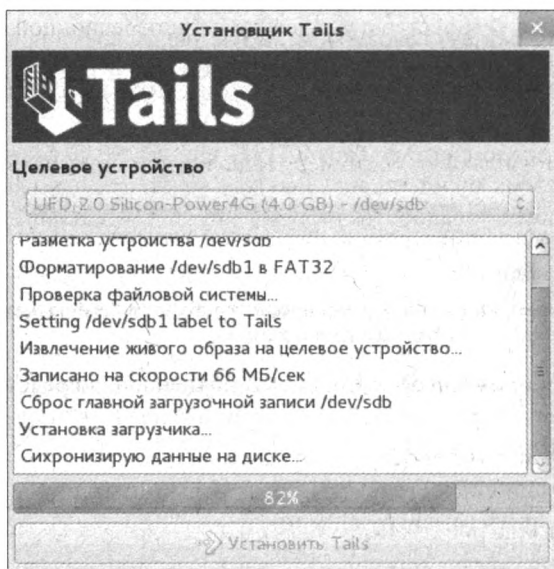 Установщик Tails
Tails
Целевое устройство
UFD 2.0 Silicon-Power4G (4.0 GB) - /dev/sdb
Разметка устройства /dev/sdb
Форматирование /dev/sdb1 в FAT32
Проверка файловой системы...
Setting /dev/sdb1 label to Tails
Извлечение живого образа на целевое устройство...
Записано на скорости 66 МБ/сек
Сброс главной загрузочной записи /dev/sdb
Установка загрузчика...
Сихронизирую данные на диске...
82%
Установить Tails